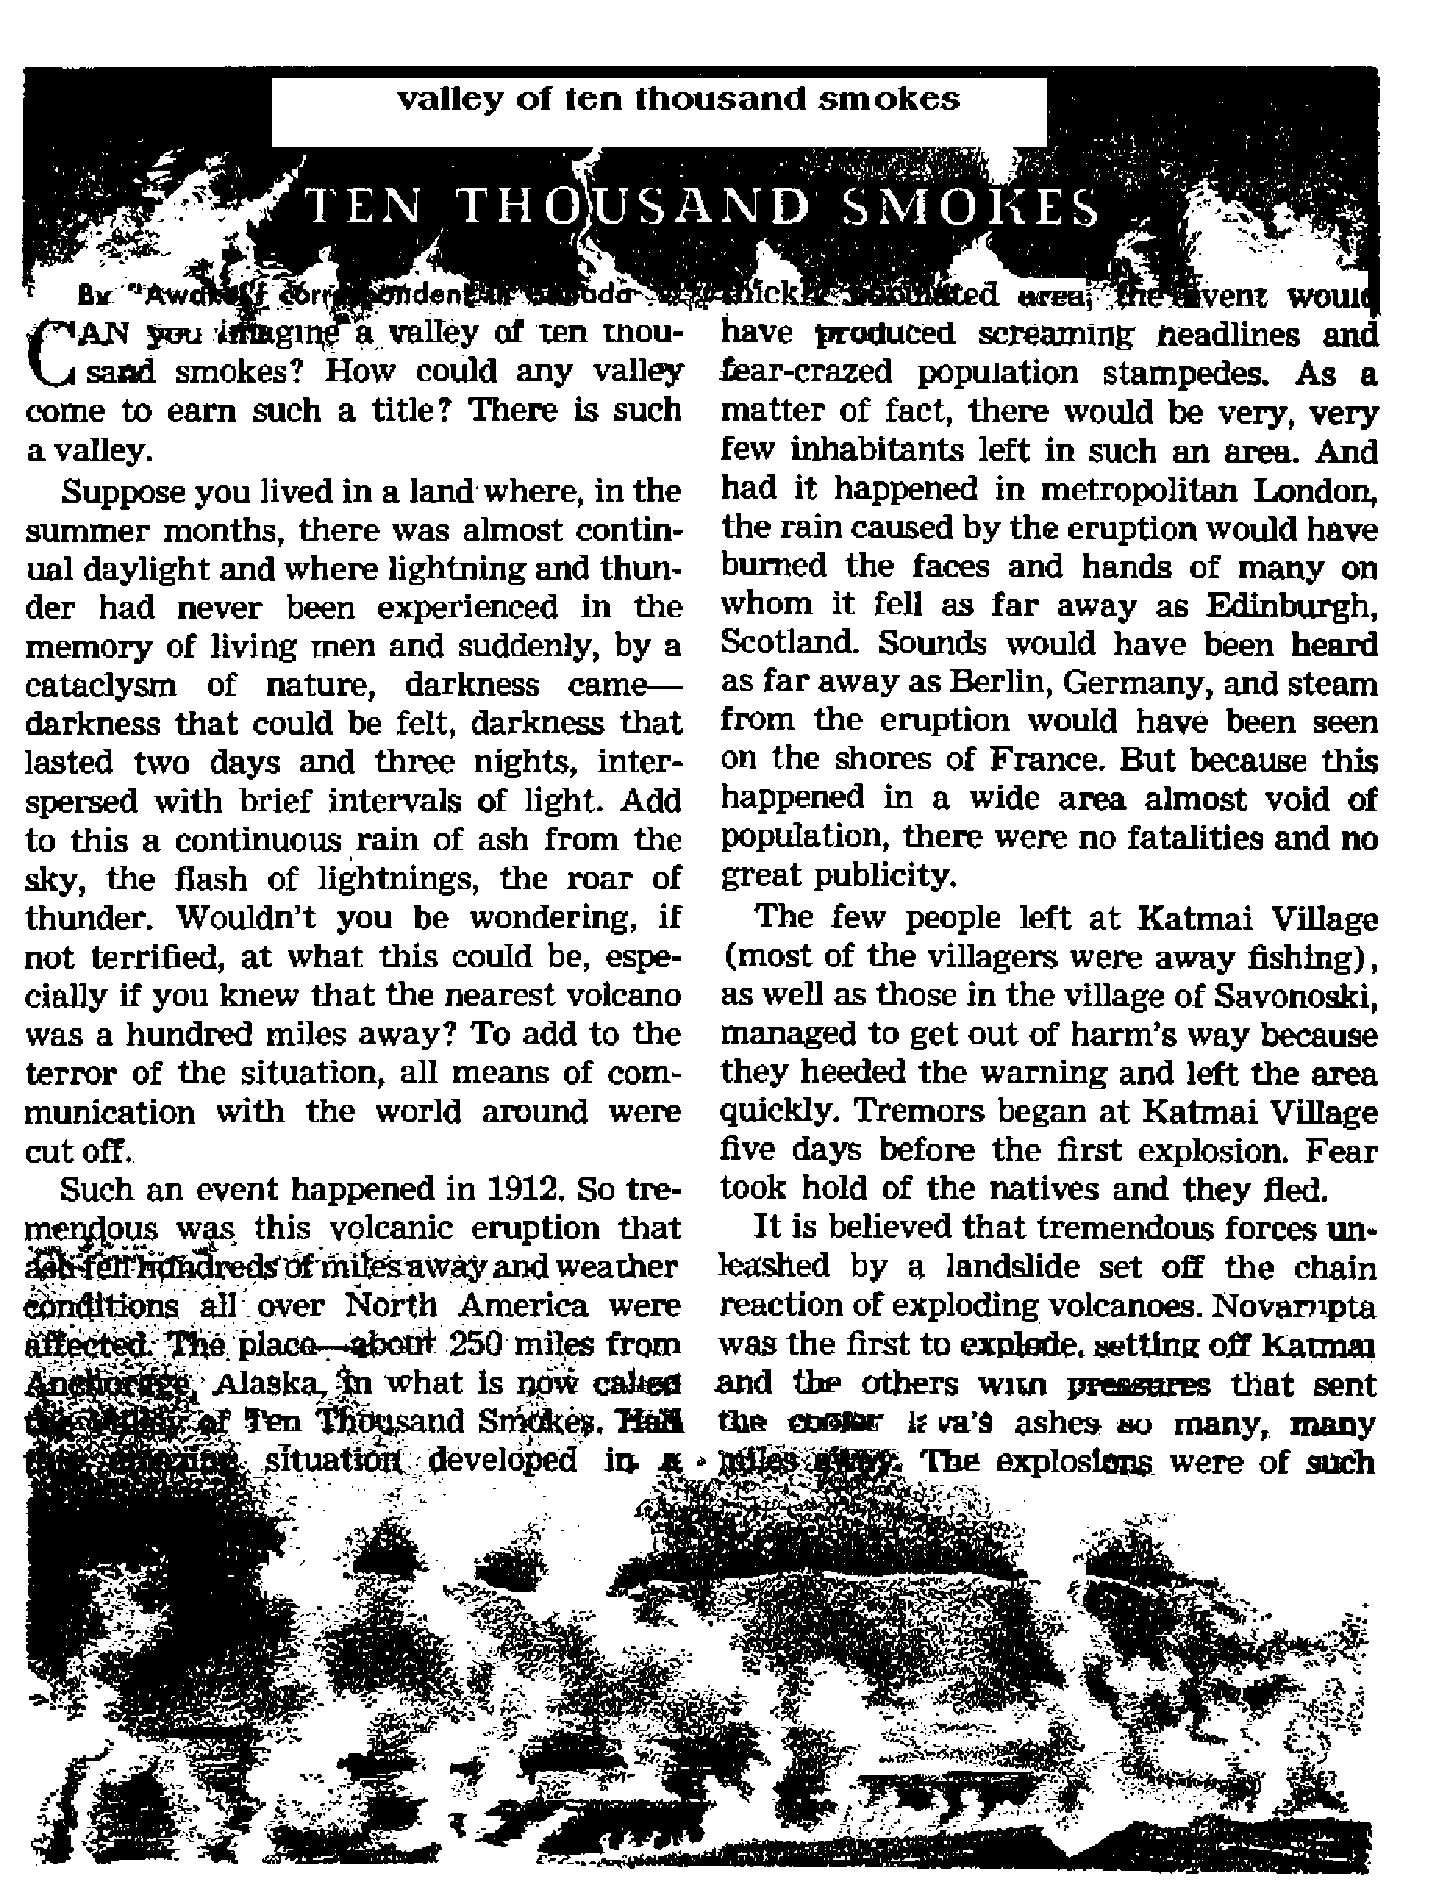 valley of ten thousand smokes
TEN THOUSAND SMOKES
By "Awake!" correspondent in Canada
CAN you imagine a valley of ten thou-
sand smokes? How could any valley
come to earn such a title? There is such
a valley.
Suppose you lived in a land where, in the
summer months, there was almost contin-
ual daylight and where lightning and thun-
der had never been experienced in the
memory of living men and suddenly, by a
cataclysm of nature, darkness came—
darkness that could be felt, darkness that
lasted two days and three nights, inter-
spersed with brief intervals of light. Add
to this a continuous rain of ash from the
sky, the flash of lightnings, the roar of
thunder. Wouldn't you be wondering, if
not terrified, at what this could be, espe-
cially if you knew that the nearest volcano
was a hundred miles away? To add to the
terror of the situation, all means of com-
munication with the world around were
cut off.
Such an event happened in 1912. So tre-
mendous was this volcanic eruption that
ash fell hundreds of miles away and weather
conditions all over North America were
affected. The place—about 250 miles from
Anchorage, Alaska, in what is now called
the Valley of Ten Thousand Smokes. Had
this amazing situation developed in a
thickly populated area, the event would
have produced screaming headlines and
fear-crazed population stampedes. As a
matter of fact, there would be very, very
few inhabitants left in such an area. And
had it happened in metropolitan London,
the rain caused by the eruption would have
burned the faces and hands of many on
whom it fell as far away as Edinburgh,
Scotland. Sounds would have been heard
as far away as Berlin, Germany, and steam
from the eruption would have been seen
on the shores of France. But because this
happened in a wide area almost void of
population, there were no fatalities and no
great publicity.
The few people left at Katmai Village
(most of the villagers were away fishing),
as well as those in the village of Savonoski,
managed to get out of harm's way because
they heeded the warning and left the area
quickly. Tremors began at Katmai Village
five days before the first explosion. Fear
took hold of the natives and they fled.
It is believed that tremendous forces un-
leashed by a landslide set off the chain
reaction of exploding volcanoes. Novarupta
was the first to explode, setting off Katmai
and the others with pressures that sent
the cooler lava's ashes so many, many
miles away. The explosions were of such